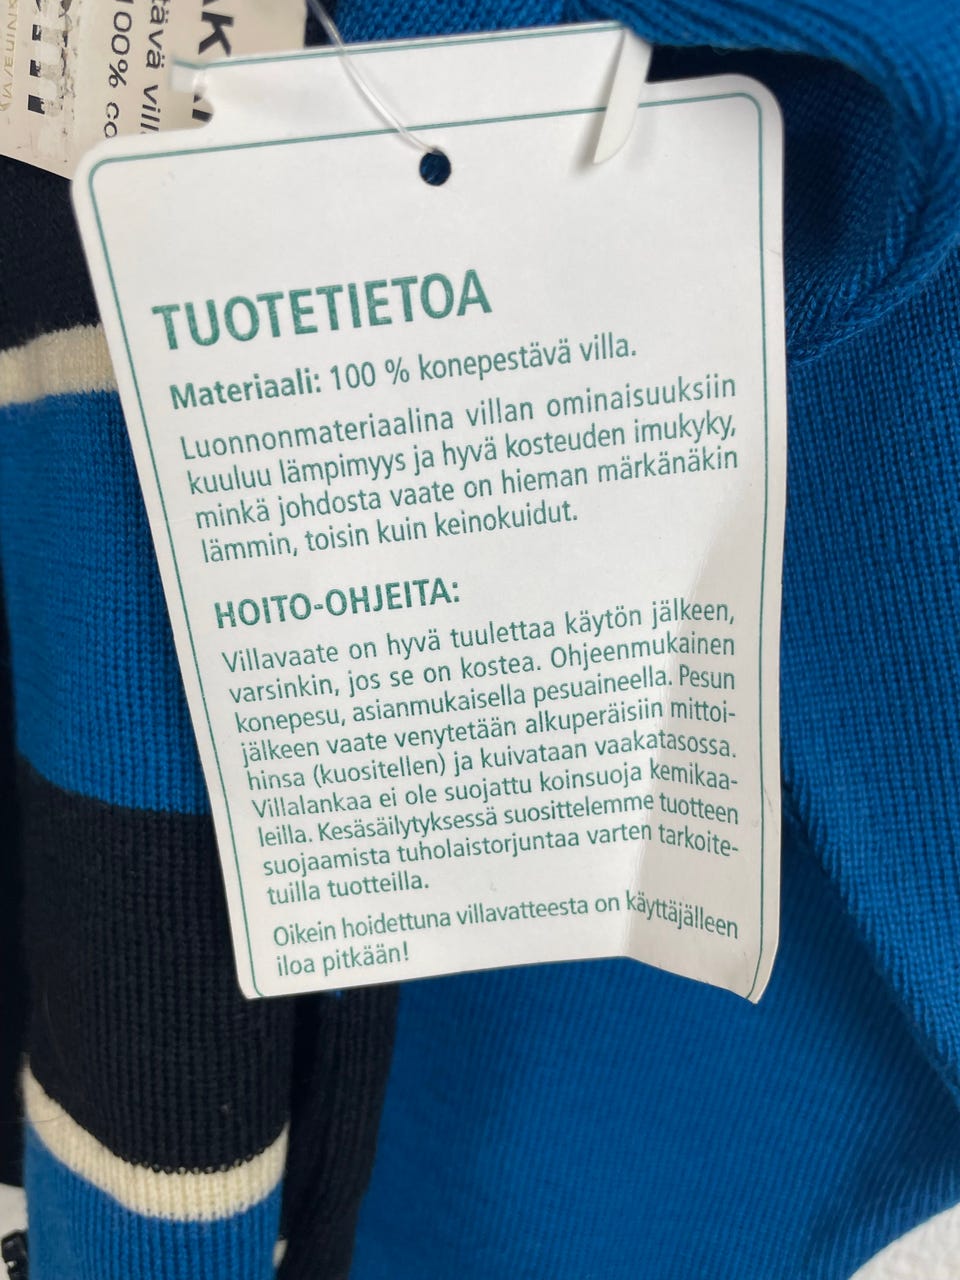 TUOTETIETOA
Materiaali: 100 % konepestävä villa.
Luonnonmateriaalina villan ominaisuuksiin
kuuluu lämpimyys ja hyvä kosteuden imukyky,
minkä johdosta vaate on hieman märkänäkin
lämmin, toisin kuin keinokuidut.
HOITO-OHJEITA:
Villavaate on hyvä tuulettaa käytön jälkeen,
varsinkin, jos se on kostea. Ohjeenmukainen
konepesu, asianmukaisella pesuaineella. Pesun
jälkeen vaate venytetään alkuperäisiin mittoi-
hinsa (kuositellen) ja kuivataan vaakatasossa.
Villalankaa ei ole suojattu koinsuoja kemikaa-
leilla. Kesäsäilytyksessä suosittelemme tuotteen
suojaamista tuholaistorjuntaa varten tarkoite-
tuilla tuotteilla.
Oikein hoidettuna villavatteesta on käyttäjälleen
iloa pitkään!
100%